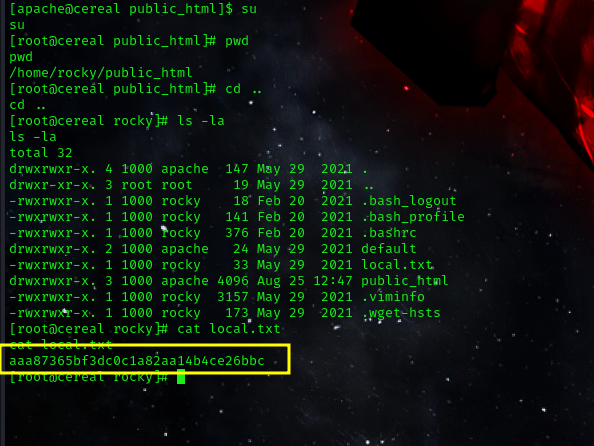 [apache@cereal public_html]$ su
su
[root@cereal public_html]# pwd
pwd
/home/rocky/public_html
[root@cereal public_html]# cd ..
cd ..
[root@cereal rocky]# ls -la
ls -la
total 32
drwxrwxr-x. 4 1000 apache  147 May 29  2021 .
drwxr-xr-x. 3 root root     19 May 29  2021 ..
-rwxrwxr-x. 1 1000 rocky    18 Feb 20  2021 .bash_logout
-rwxrwxr-x. 1 1000 rocky   141 Feb 20  2021 .bash_profile
-rwxrwxr-x. 1 1000 rocky   376 Feb 20  2021 .bashrc
drwxrwxr-x. 2 1000 apache   24 May 29  2021 default
-rwxrwxr-x. 1 1000 rocky    33 May 29  2021 local.txt
drwxrwxr-x. 3 1000 apache 4096 Aug 25 12:47 public_html
-rwxrwxr-x. 1 1000 rocky  3157 May 29  2021 .viminfo
-rwxrwxr-x. 1 1000 rocky   173 May 29  2021 .wget-hsts
[root@cereal rocky]# cat local.txt
cat local.txt
aaa87365bf3dc0c1a82aa14b4ce26bbc
[root@cereal rocky]#